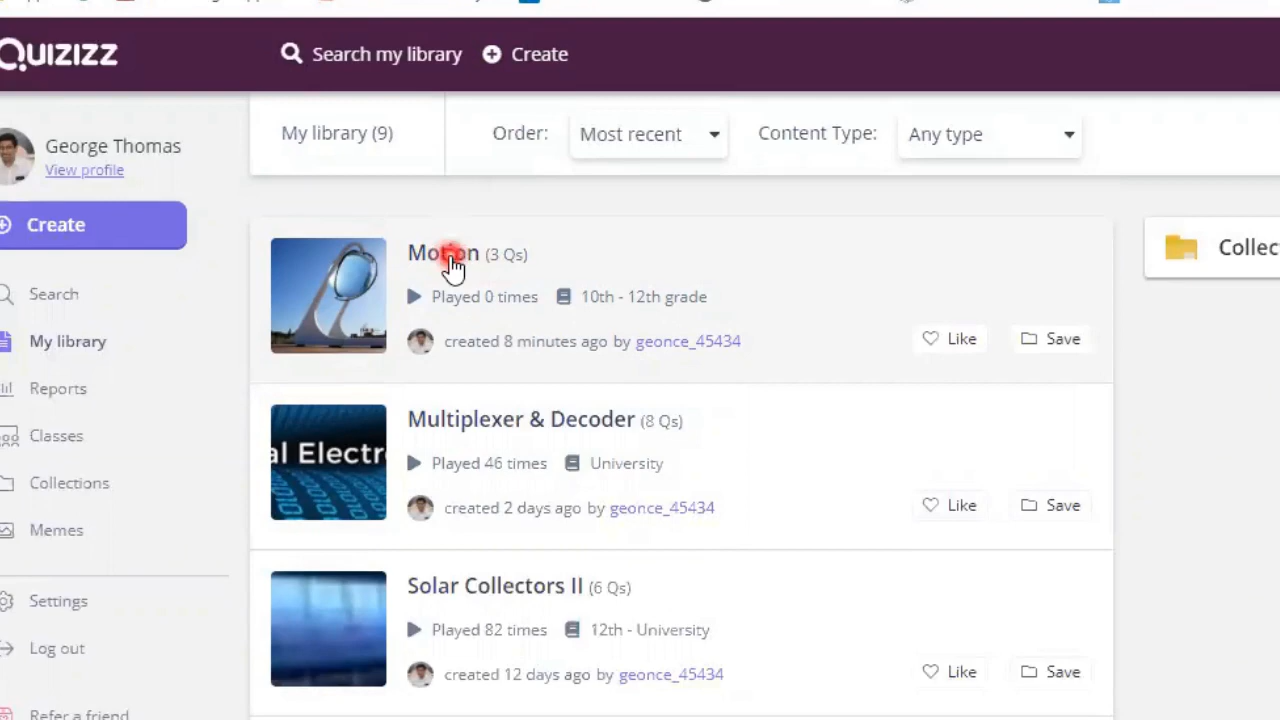 QUIZIZZ
Search my library
Create
George Thomas
View profile
Create
Search
My library
Reports
Classes
Collections
Memes
Settings
Log out
Refer a friend
My library (9)
Order:
Most recent
Content Type:
Any type
Motion (3 Qs)
Played 0 times
10th - 12th grade
created 8 minutes ago by geonce_45434
Like
Save
Multiplexer & Decoder (8 Qs)
al Electr
Played 46 times
University
created 2 days ago by geonce_45434
Like
Save
Solar Collectors II (6 Qs)
Played 82 times
12th - University
created 12 days ago by geonce_45434
Like
Save
Collec